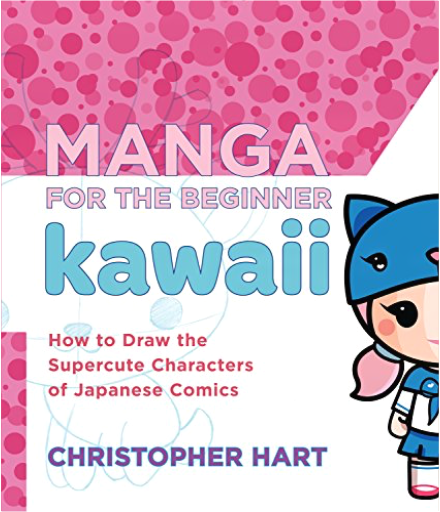 MANGA
FOR THE BEGINNER
kawaii
How to Draw the
Supercute Characters
of Japanese Comics
CHRISTOPHER HART